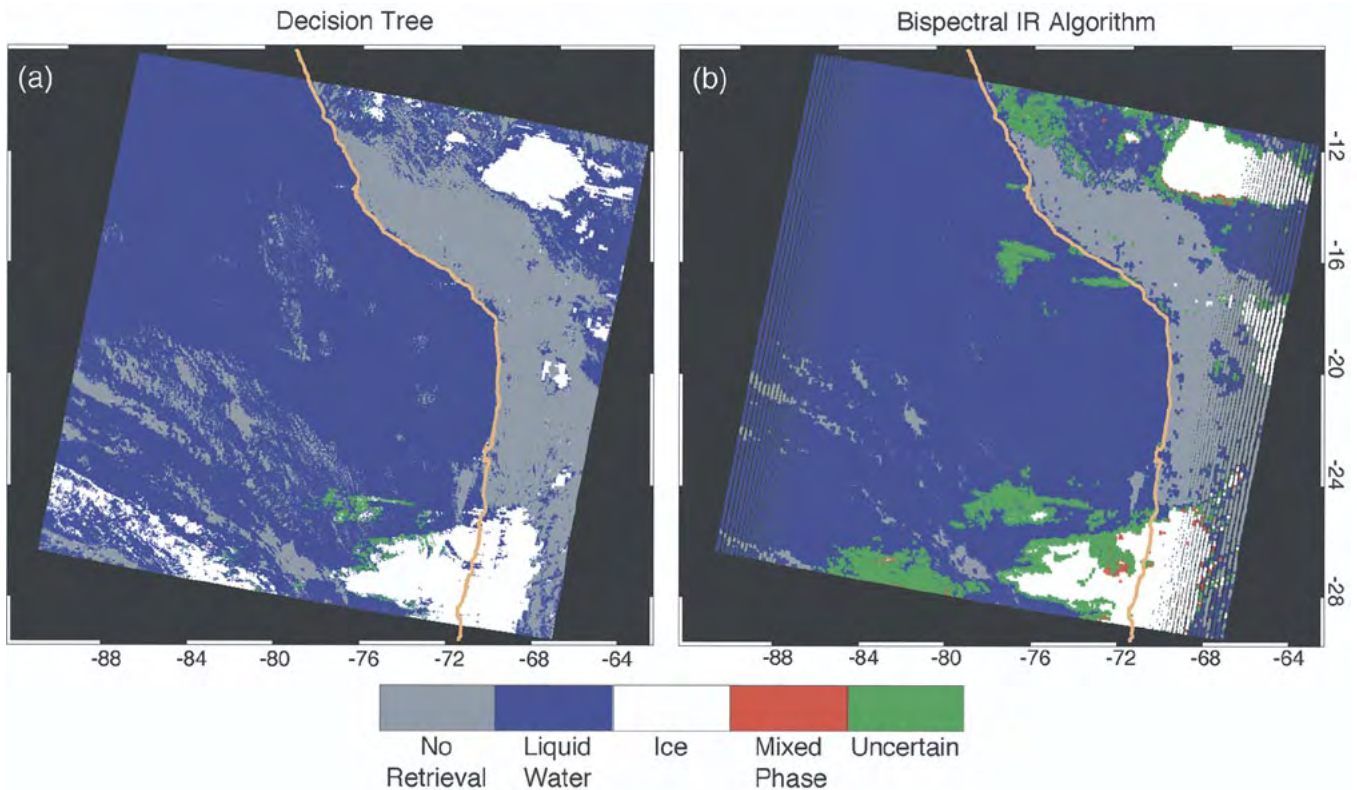 Decision Tree
Bispectral IR Algorithm
(a)
(b)
-12
-16
-20
-24
-28
-88 -84 -80 -76 -72 -68 -64
-88 -84 -80 -76 -72 -68 -64
No Retrieval
Liquid Water
Ice
Mixed Phase
Uncertain